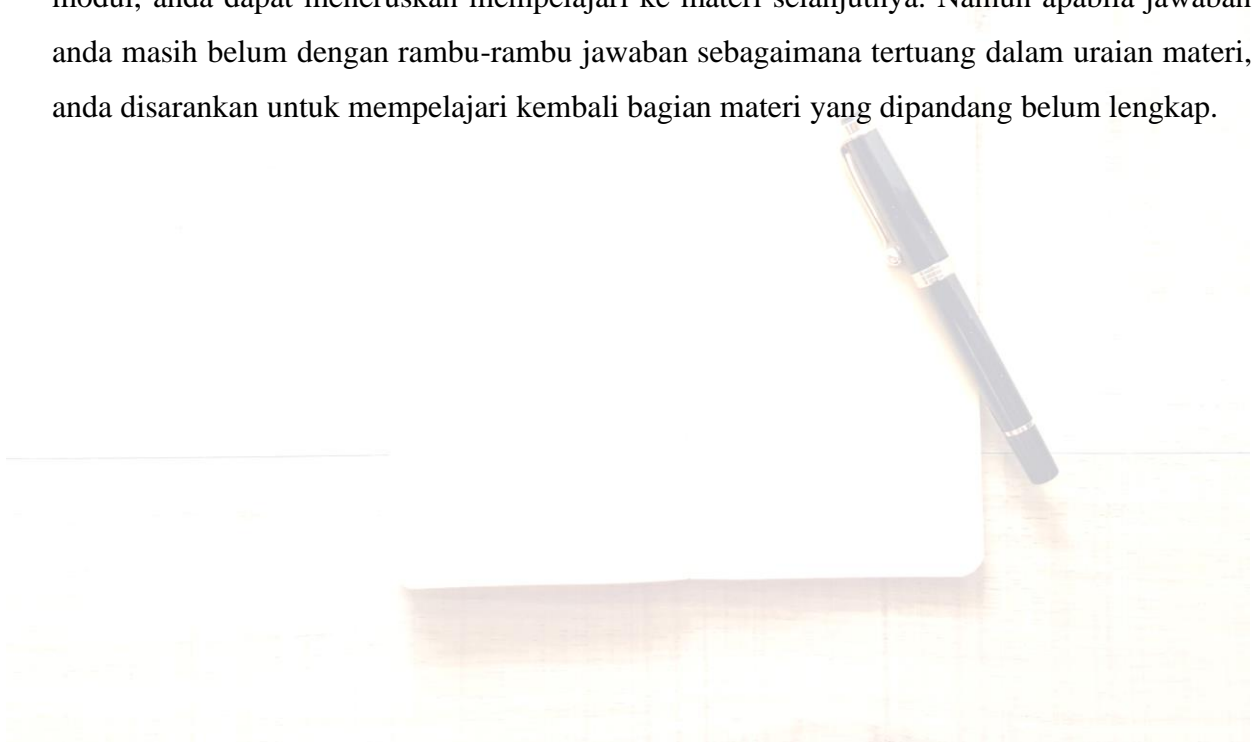 modul, anda dapat meneruskan mempelajari ke materi selanjutnya. Namun apabila jawaban
anda masih belum dengan rambu-rambu jawaban sebagaimana tertuang dalam uraian materi,
anda disarankan untuk mempelajari kembali bagian materi yang dipandang belum lengkap.